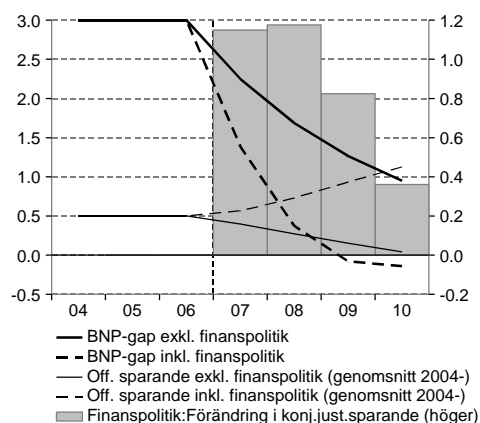 3.0
2.5
2.0
1.5
1.0
0.5
0.0
-0.5
1.2
1.0
0.8
0.6
0.4
0.2
0.0
-0.2
04 05 06 07 08 09 10
BNP-gap exkl. finanspolitik
BNP-gap inkl. finanspolitik
Off. sparande exkl. finanspolitik (genomsnitt 2004-)
Off. sparande inkl. finanspolitik (genomsnitt 2004-)
Finanspolitik:Förändring i konj.just.sparande (höger)